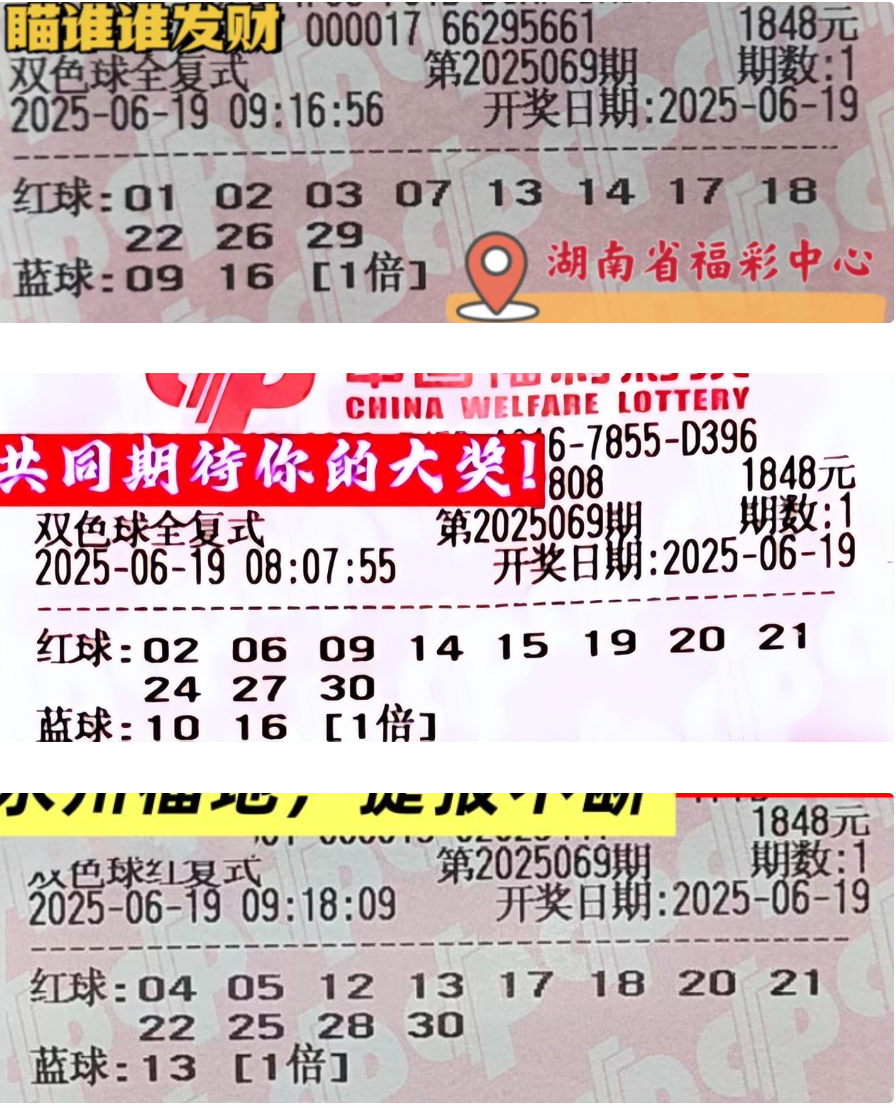 瞄谁谁发财
000017 66295661 1848元
双色球全复式 第2025069期 期数:1
2025-06-19 09:16:56 开奖日期:2025-06-19
红球:01 02 03 07 13 14 17 18
22 26 29
蓝球:09 16 [1倍]
湖南省福彩中心
CHINA WELFARE LOTTERY
6-7855-D396
共同期待你的大奖!
808 1848元
双色球全复式 第2025069期 期数:1
2025-06-19 08:07:55 开奖日期:2025-06-19
红球:02 06 09 14 15 19 20 21
24 27 30
蓝球:10 16 [1倍]
1848元
双色球红复式 第2025069期 期数:1
2025-06-19 09:18:09 开奖日期:2025-06-19
红球:04 05 12 13 17 18 20 21
22 25 28 30
蓝球:13 [1倍]